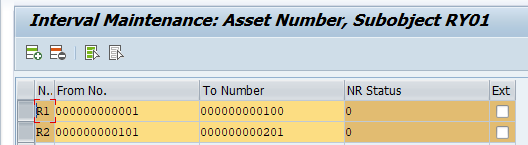 Interval Maintenance: Asset Number, Subobject RY01
N.. From No. To Number NR Status Ext
R1 000000000001 000000000100 0
R2 000000000101 000000000201 0